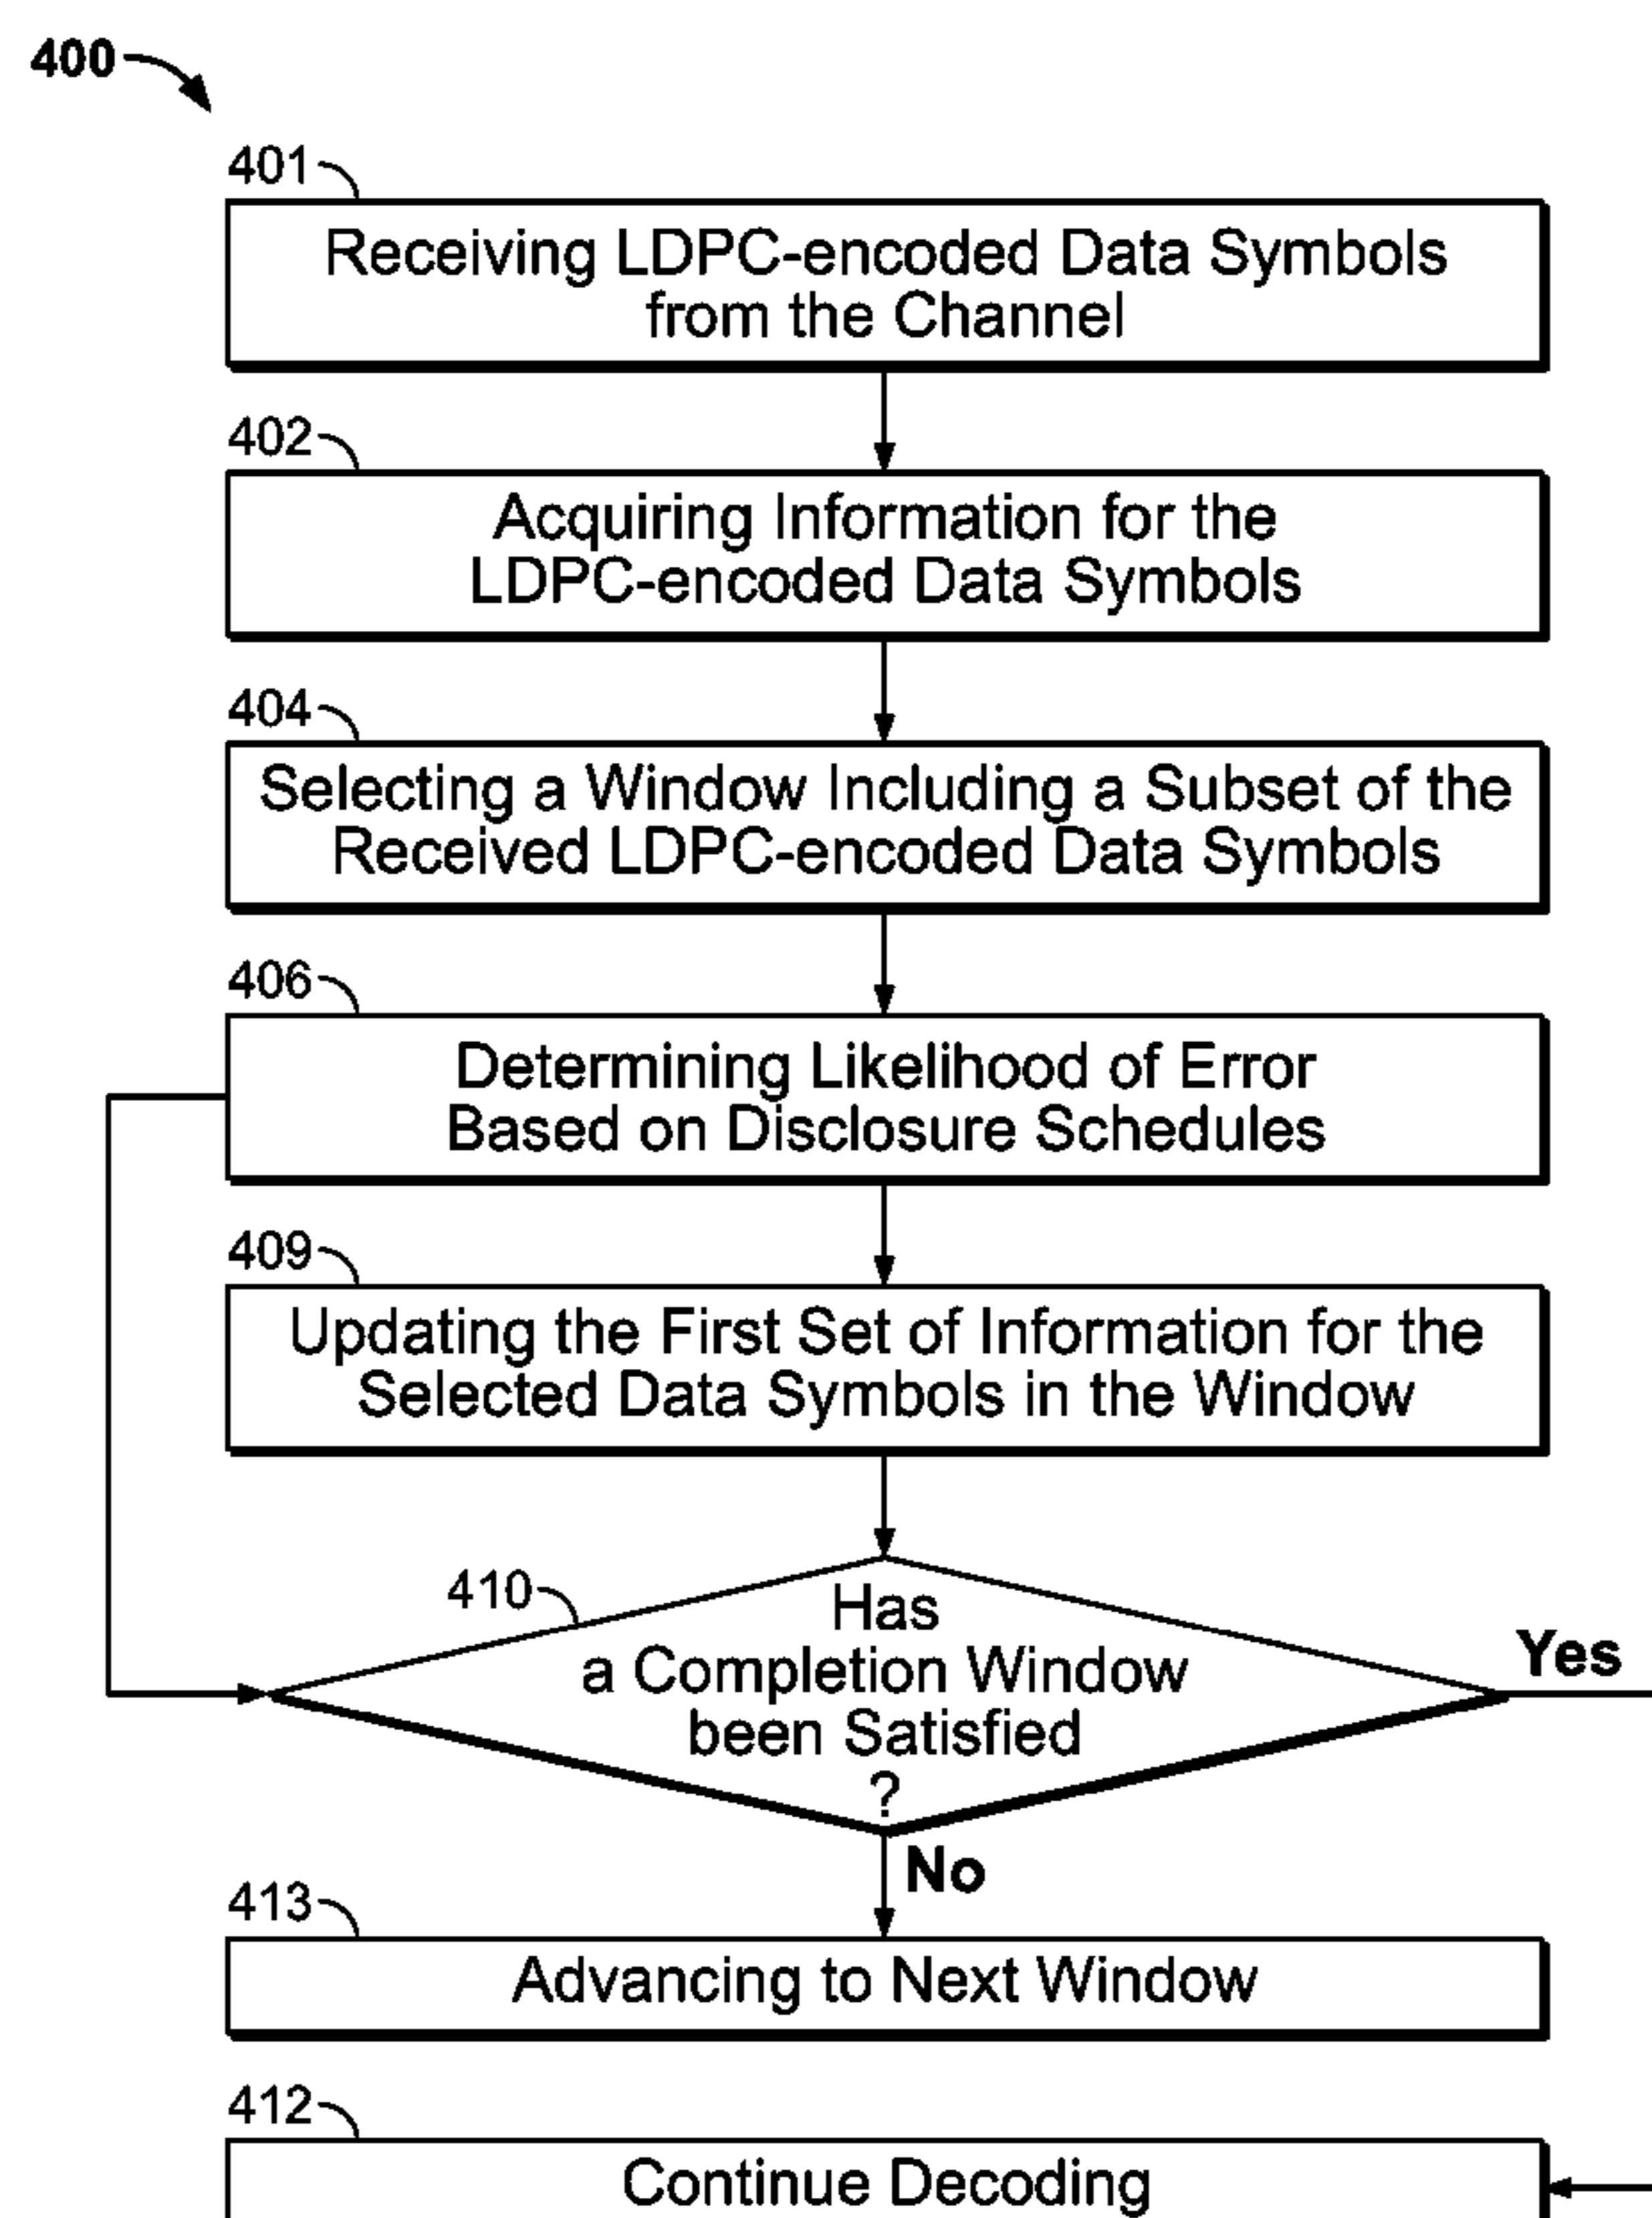 400
401
Receiving LDPC-encoded Data Symbols
from the Channel
402
Acquiring Information for the
LDPC-encoded Data Symbols
404
Selecting a Window Including a Subset of the
Received LDPC-encoded Data Symbols
406
Determining Likelihood of Error
Based on Disclosure Schedules
409
Updating the First Set of Information for the
Selected Data Symbols in the Window
410
Has
a Completion Window
been Satisfied
?
Yes
No
413
Advancing to Next Window
412
Continue Decoding